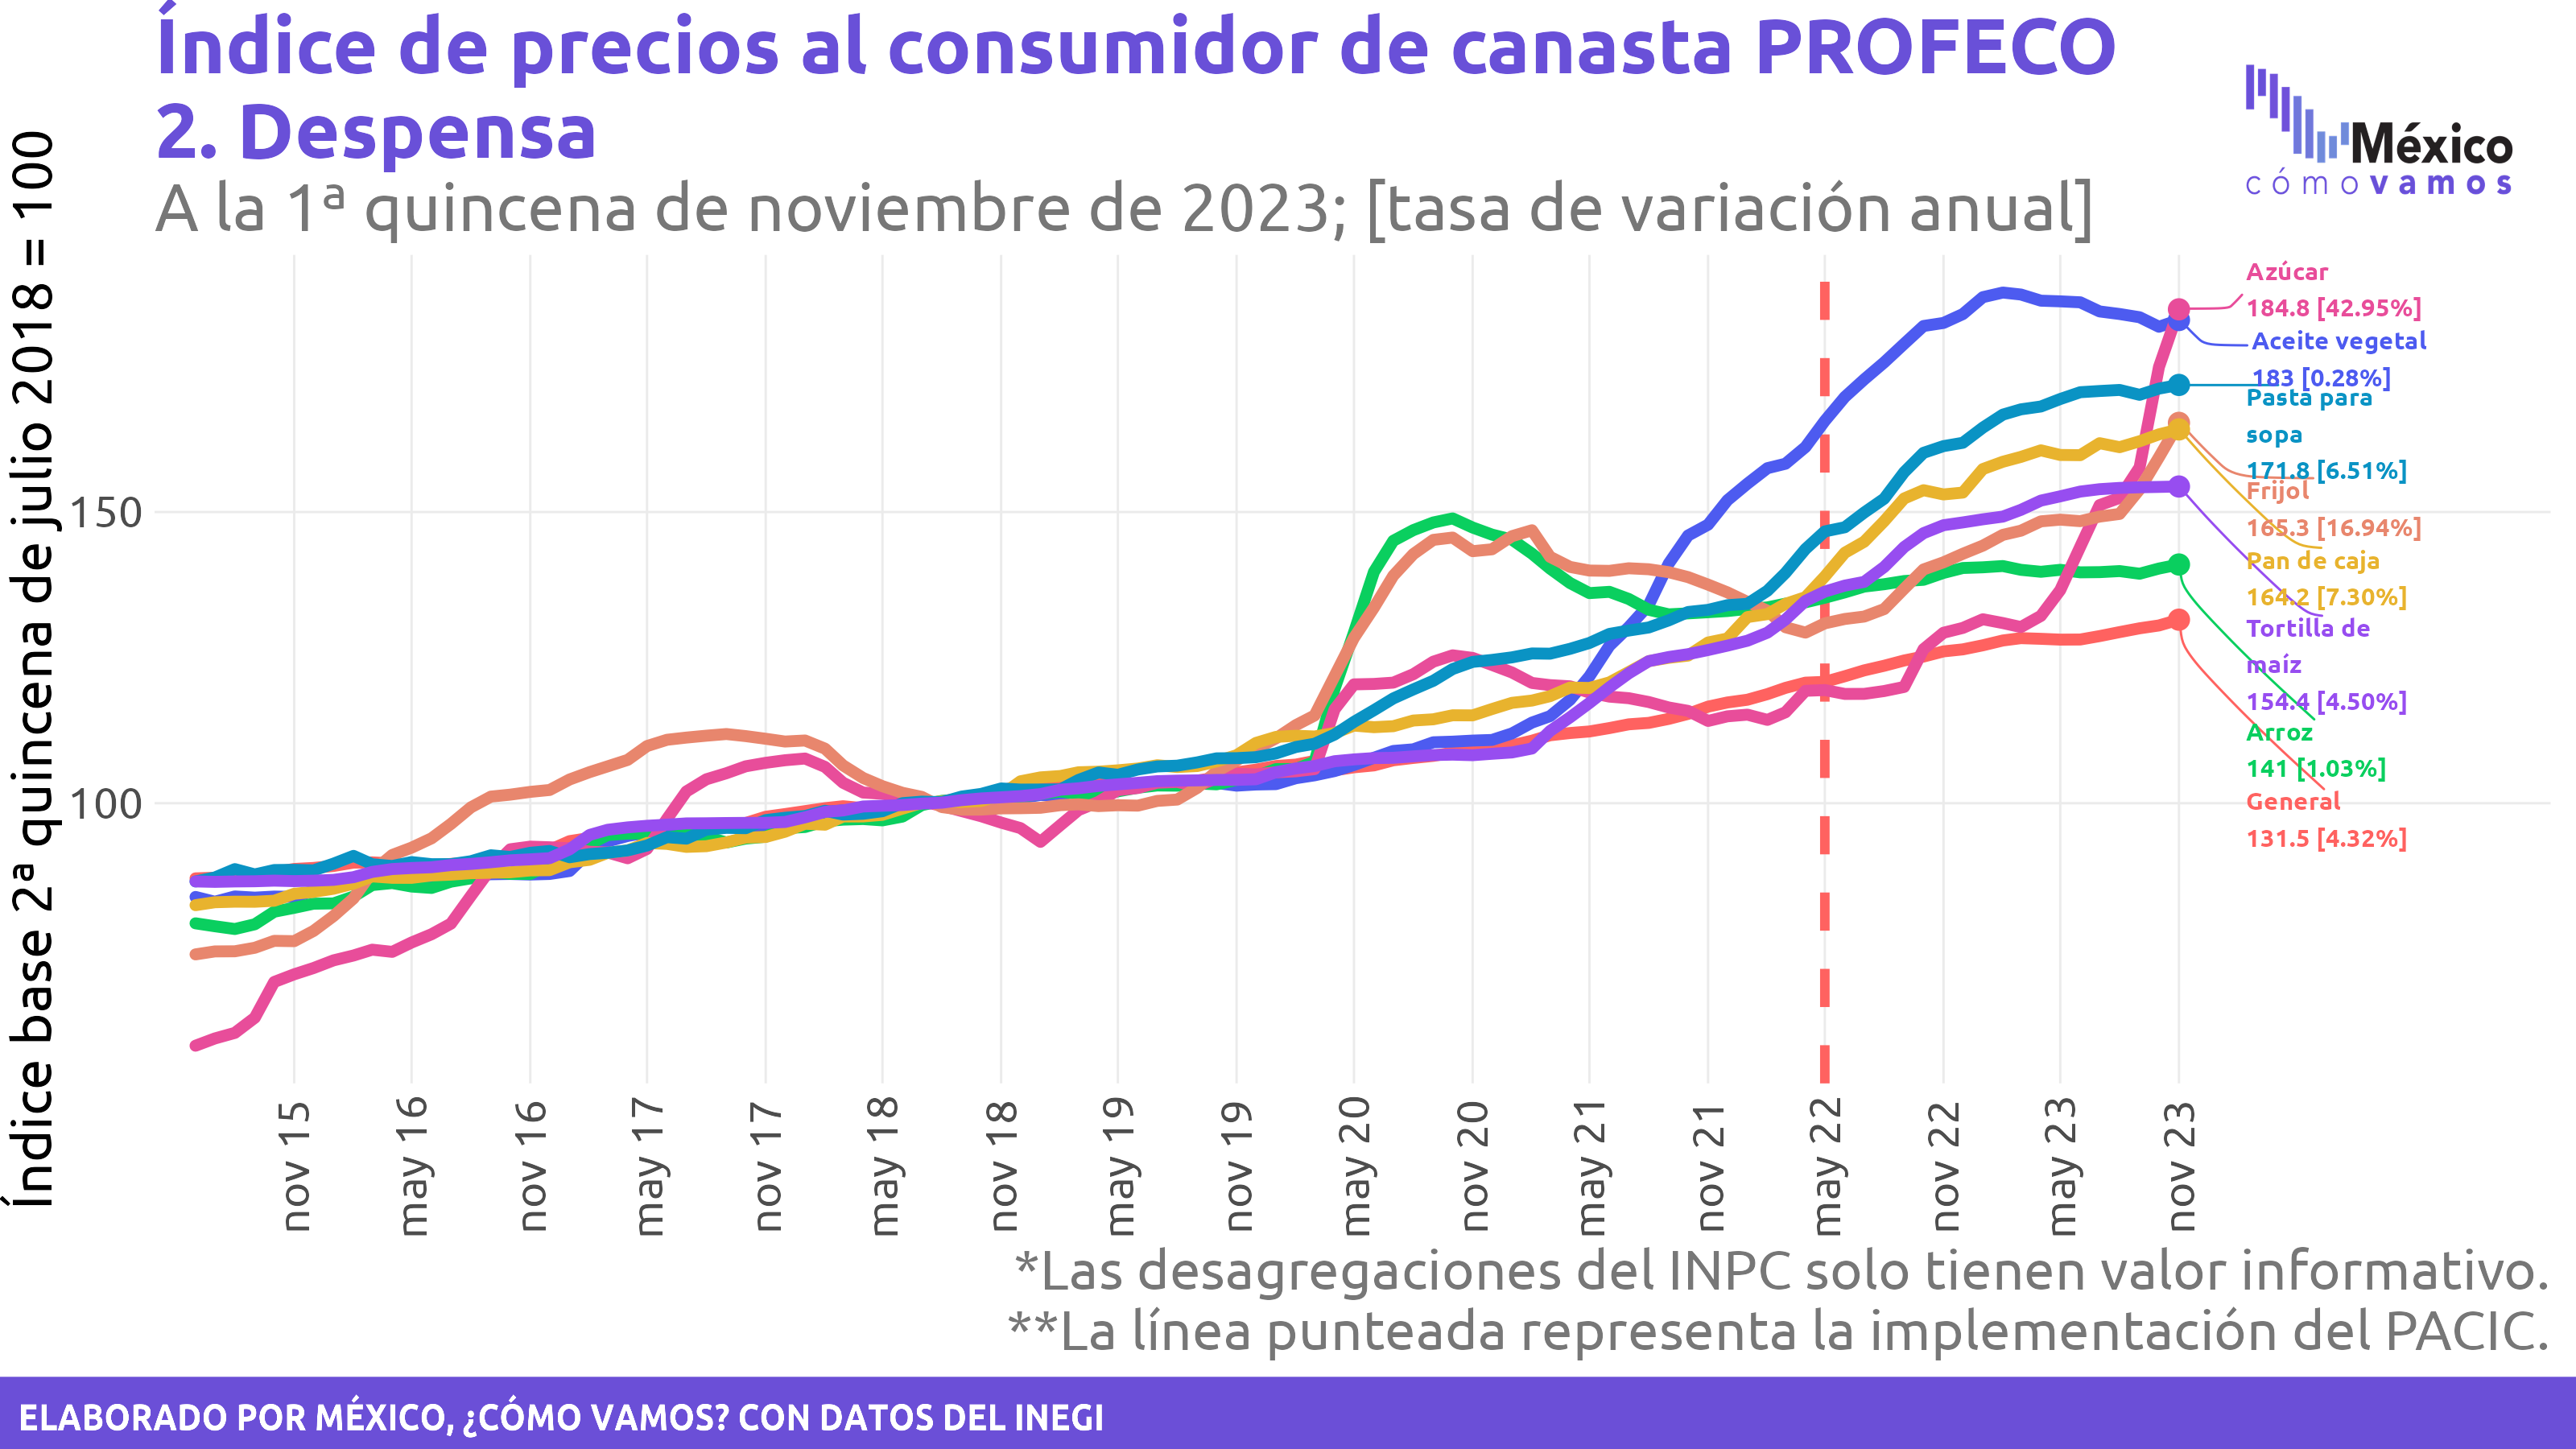 Índice de precios al consumidor de canasta PROFECO
2. Despensa
A la 1ª quincena de noviembre de 2023; [tasa de variación anual]
México
cómo vamos
Índice base 2ª quincena de julio 2018 = 100
150
100
Azúcar
184.8 [42.95%]
Aceite vegetal
183 [0.28%]
Pasta para
sopa
171.8 [6.51%]
Frijol
165.3 [16.94%]
Pan de caja
164.2 [7.30%]
Tortilla de
maíz
154.4 [4.50%]
Arroz
141 [1.03%]
General
131.5 [4.32%]
nov 15
may 16
nov 16
may 17
nov 17
may 18
nov 18
may 19
nov 19
may 20
nov 20
may 21
nov 21
may 22
nov 22
may 23
nov 23
*Las desagregaciones del INPC solo tienen valor informativo.
**La línea punteada representa la implementación del PACIC.
ELABORADO POR MÉXICO, ¿CÓMO VAMOS? CON DATOS DEL INEGI